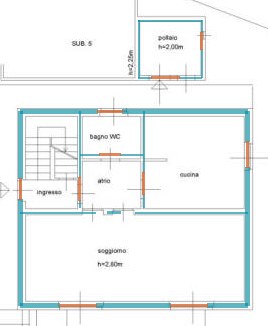 SUB. 5
pollaio
h=2,00m
h=2,25m
bagno WC
atrio
cucina
ingresso
soggiorno
h=2,80m